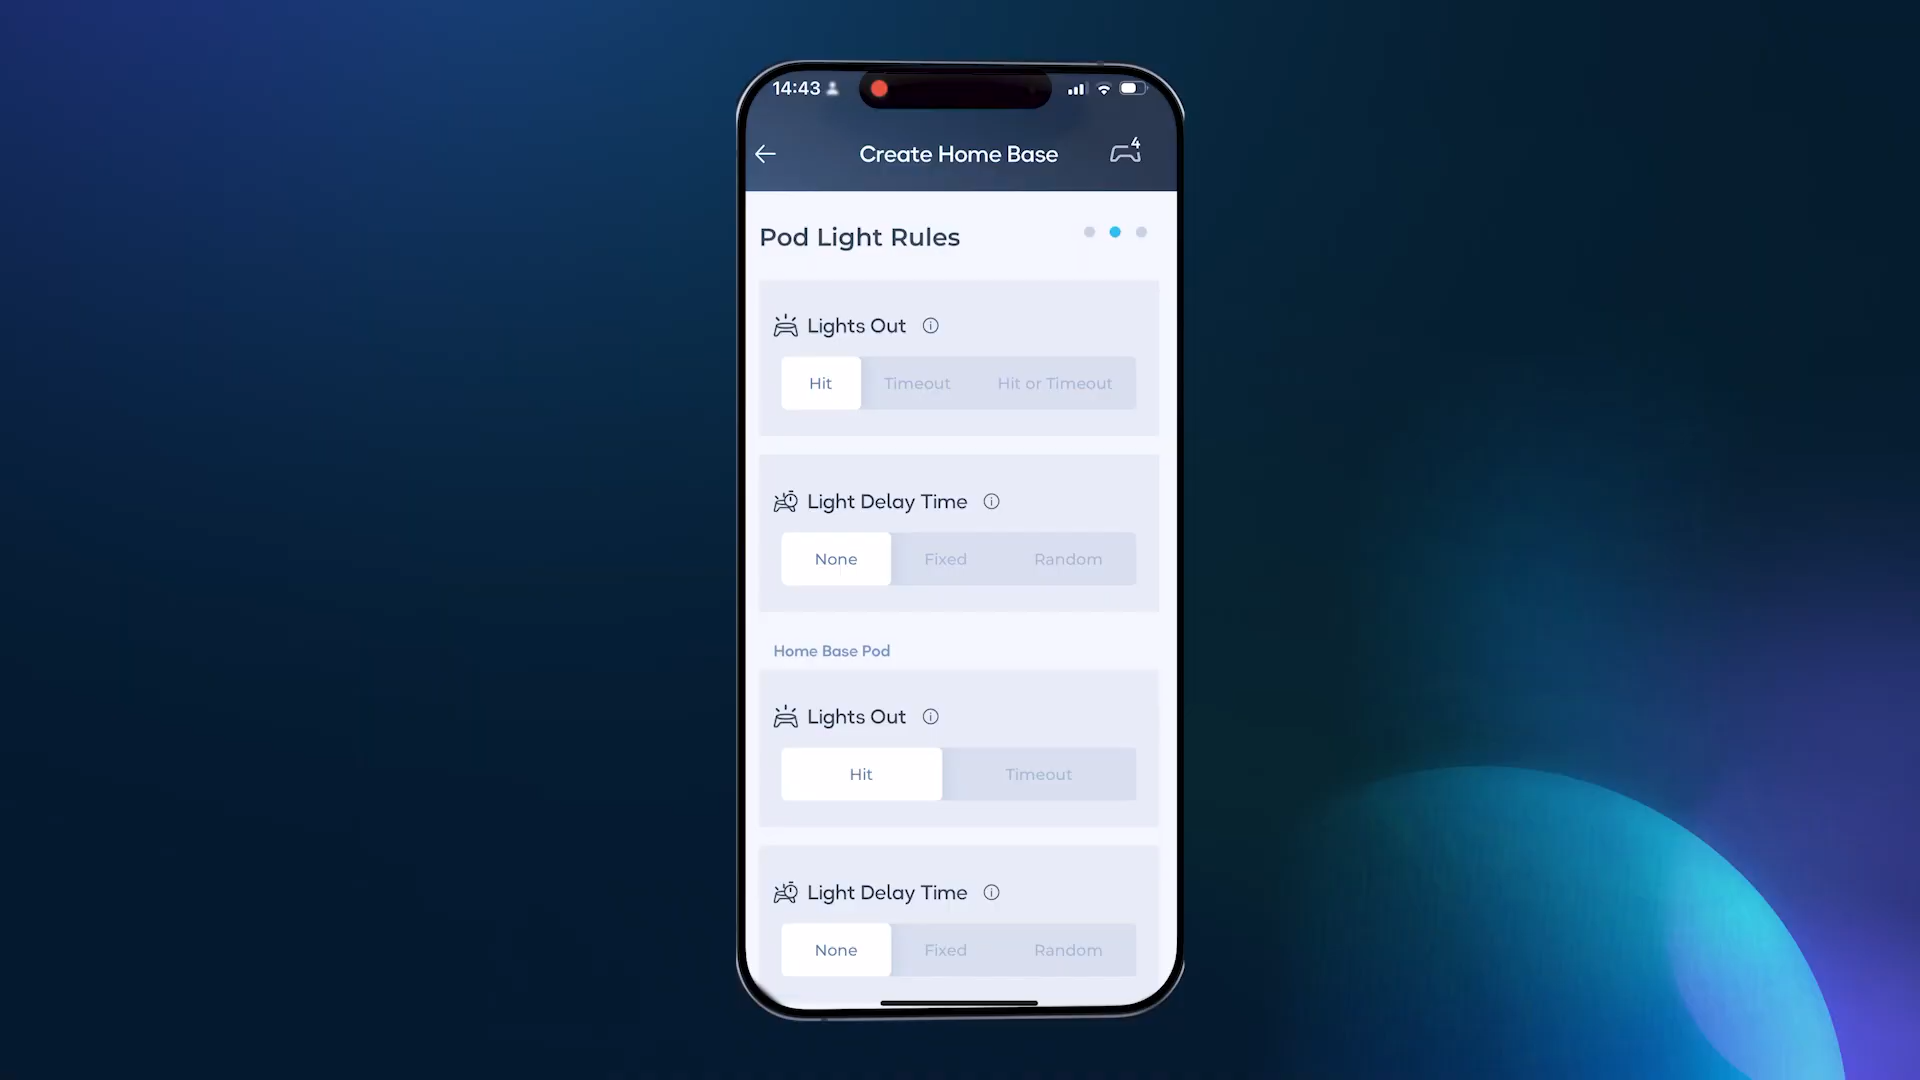 14:43
Create Home Base
4
Pod Light Rules
Lights Out
Hit Timeout Hit or Timeout
Light Delay Time
None Fixed Random
Home Base Pod
Lights Out
Hit Timeout
Light Delay Time
None Fixed Random